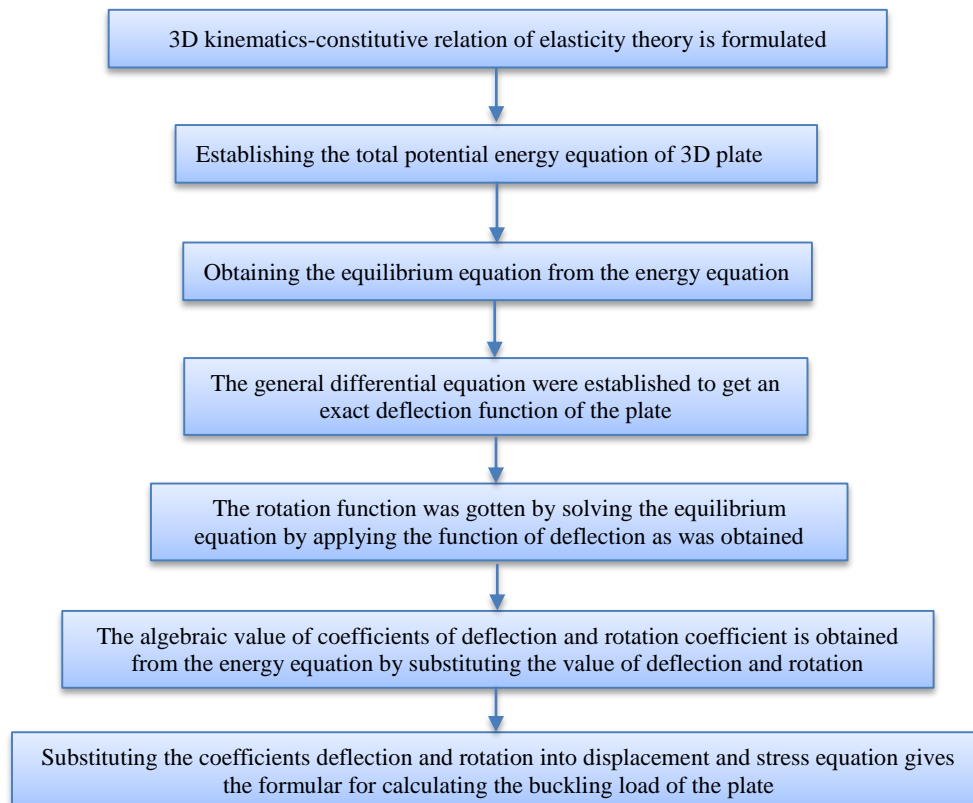 3D kinematics-constitutive relation of elasticity theory is formulated
Establishing the total potential energy equation of 3D plate
Obtaining the equilibrium equation from the energy equation
The general differential equation were established to get an
exact deflection function of the plate
The rotation function was gotten by solving the equilibrium
equation by applying the function of deflection as was obtained
The algebraic value of coefficients of deflection and rotation coefficient is obtained
from the energy equation by substituting the value of deflection and rotation
Substituting the coefficients deflection and rotation into displacement and stress equation gives
the formular for calculating the buckling load of the plate